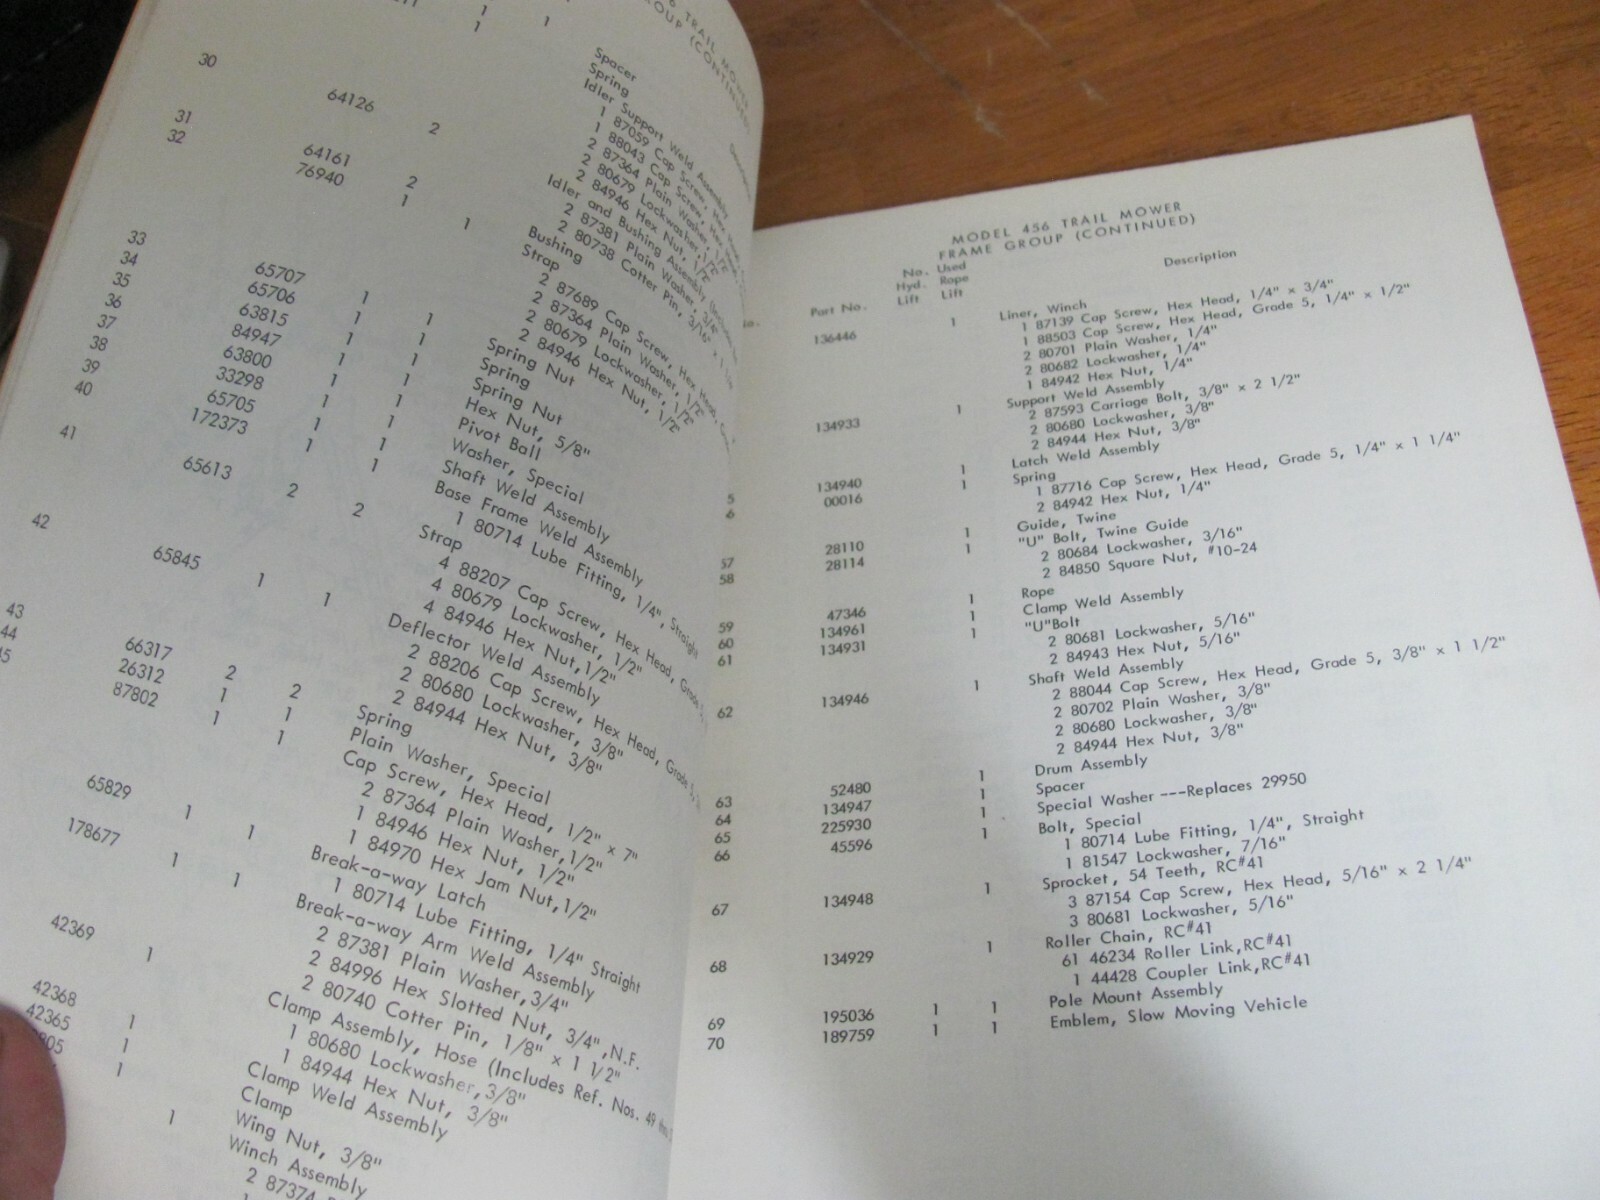 TRAIL MOWER
GROUP (CONTINUED)
1 1
1
Spacer
Spring
30 64126 2 Idler Support Weld Assembly
1 87059 Cap Screw, Hex
1 88043 Cap Screw, Hex
2 87364 Plain Washer, 1/2"
2 80679 Lockwasher, 1/2"
2 84946 Hex Nut, 1/2"
31 64161 2 Idler and Bushing Assembly
2 87381 Plain Washer, 3/4"
2 80738 Cotter Pin, 3/16" x 1
Bushing
32 76940 1 1 Strap
2 87689 Cap Screw, Hex Head,
2 87364 Plain Washer, 1/2"
2 80679 Lockwasher, 1/2"
2 84946 Hex Nut, 1/2"
33 65707 1 1 Spring Nut
34 65706 1 1 Spring
35 63815 1 1 Spring Nut
36 84947 1 1 Hex Nut, 5/8"
37 63800 1 1 Pivot Ball
38 33298 1 1 Washer, Special
39 65705 1 1 Shaft Weld Assembly
40 172373 1 1 Base Frame Weld Assembly
1 80714 Lube Fitting, 1/4", Straight
41 65613 2 2 Strap
4 88207 Cap Screw, Hex Head, Grade
4 80679 Lockwasher, 1/2"
4 84946 Hex Nut, 1/2"
42 65845 1 1 Deflector Weld Assembly
2 88206 Cap Screw, Hex Head, Grade
2 80680 Lockwasher, 3/8"
2 84944 Hex Nut, 3/8"
43 66317 2 2 Spring
44 26312 1 1 Plain Washer, Special
87802 1 1 Cap Screw, Hex Head, 1/2" x 7"
2 87364 Plain Washer, 1/2"
1 84946 Hex Nut, 1/2"
1 84970 Hex Jam Nut, 1/2"
65829 1 1 Break-a-way Latch
1 80714 Lube Fitting, 1/4" Straight
178677 1 1 Break-a-way Arm Weld Assembly
2 87381 Plain Washer, 3/4"
2 84996 Hex Slotted Nut, 3/4", N.F.
2 80740 Cotter Pin, 1/8" x 1 1/2"
42369 1 Clamp Assembly, Hose (Includes Ref. Nos. 49
1 80680 Lockwasher, 3/8"
1 84944 Hex Nut, 3/8"
42368 1 Clamp Weld Assembly
42365 1 Clamp
1 Wing Nut, 3/8"
1 Winch Assembly
2 87374
MODEL 456 TRAIL MOWER
FRAME GROUP (CONTINUED)
No. Used
Hyd. Rope
Part No. Lift Lift Description
136446 1 Liner, Winch
1 87139 Cap Screw, Hex Head, 1/4" x 3/4"
1 88503 Cap Screw, Hex Head, Grade 5, 1/4" x 1/2"
2 80701 Plain Washer, 1/4"
2 80682 Lockwasher, 1/4"
1 84942 Hex Nut, 1/4"
134933 1 Support Weld Assembly
2 87593 Carriage Bolt, 3/8" x 2 1/2"
2 80680 Lockwasher, 3/8"
2 84944 Hex Nut, 3/8"
5 134940 1 Latch Weld Assembly
6 00016 1 Spring
1 87716 Cap Screw, Hex Head, Grade 5, 1/4" x 1 1/4"
2 84942 Hex Nut, 1/4"
57 28110 1 Guide, Twine
58 28114 1 "U" Bolt, Twine Guide
2 80684 Lockwasher, 3/16"
2 84850 Square Nut, #10-24
59 47346 1 Rope
60 134961 1 Clamp Weld Assembly
61 134931 1 "U"Bolt
2 80681 Lockwasher, 5/16"
2 84943 Hex Nut, 5/16"
62 134946 1 Shaft Weld Assembly
2 88044 Cap Screw, Hex Head, Grade 5, 3/8" x 1 1/2"
2 80702 Plain Washer, 3/8"
2 80680 Lockwasher, 3/8"
2 84944 Hex Nut, 3/8"
63 52480 1 Drum Assembly
64 134947 1 Spacer
65 225930 1 Special Washer---Replaces 29950
66 45596 1 Bolt, Special
1 80714 Lube Fitting, 1/4", Straight
1 81547 Lockwasher, 7/16"
67 134948 1 Sprocket, 54 Teeth, RC#41
3 87154 Cap Screw, Hex Head, 5/16" x 2 1/4"
3 80681 Lockwasher, 5/16"
68 134929 1 Roller Chain, RC#41
61 46234 Roller Link, RC#41
1 44428 Coupler Link, RC#41
69 195036 1 1 Pole Mount Assembly
70 189759 1 1 Emblem, Slow Moving Vehicle